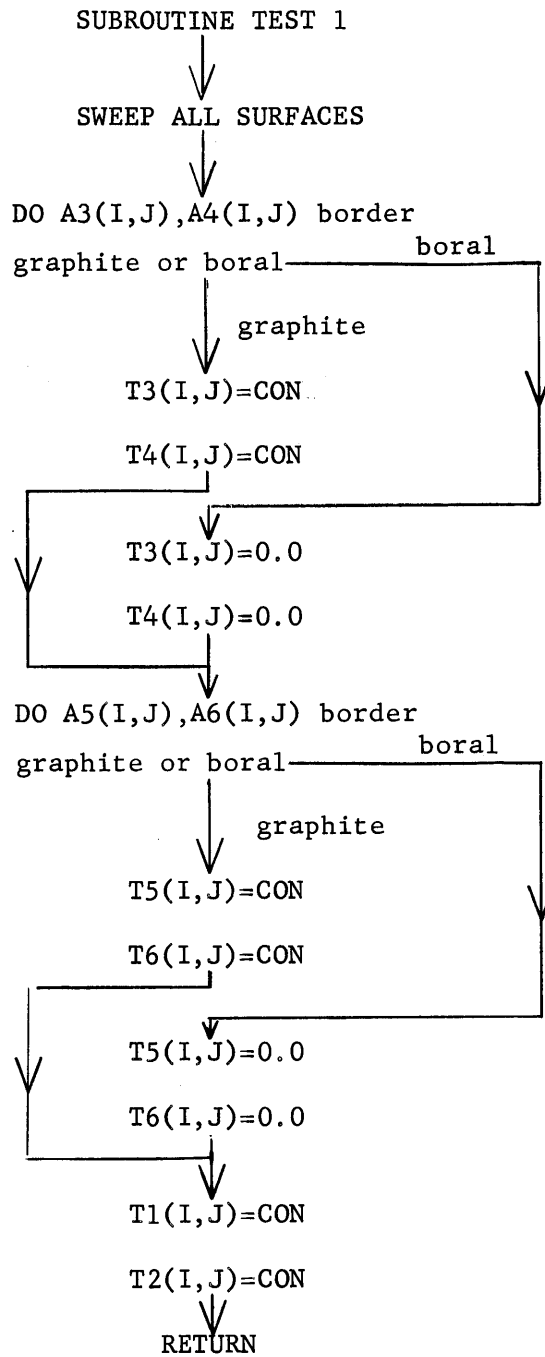 SUBROUTINE TEST 1
SWEEP ALL SURFACES
DO A3(I,J),A4(I,J) border
graphite or boral
boral
graphite
T3(I,J)=CON
T4(I,J)=CON
T3(I,J)=0.0
T4(I,J)=0.0
DO A5(I,J),A6(I,J) border
graphite or boral
boral
graphite
T5(I,J)=CON
T6(I,J)=CON
T5(I,J)=0.0
T6(I,J)=0.0
T1(I,J)=CON
T2(I,J)=CON
RETURN